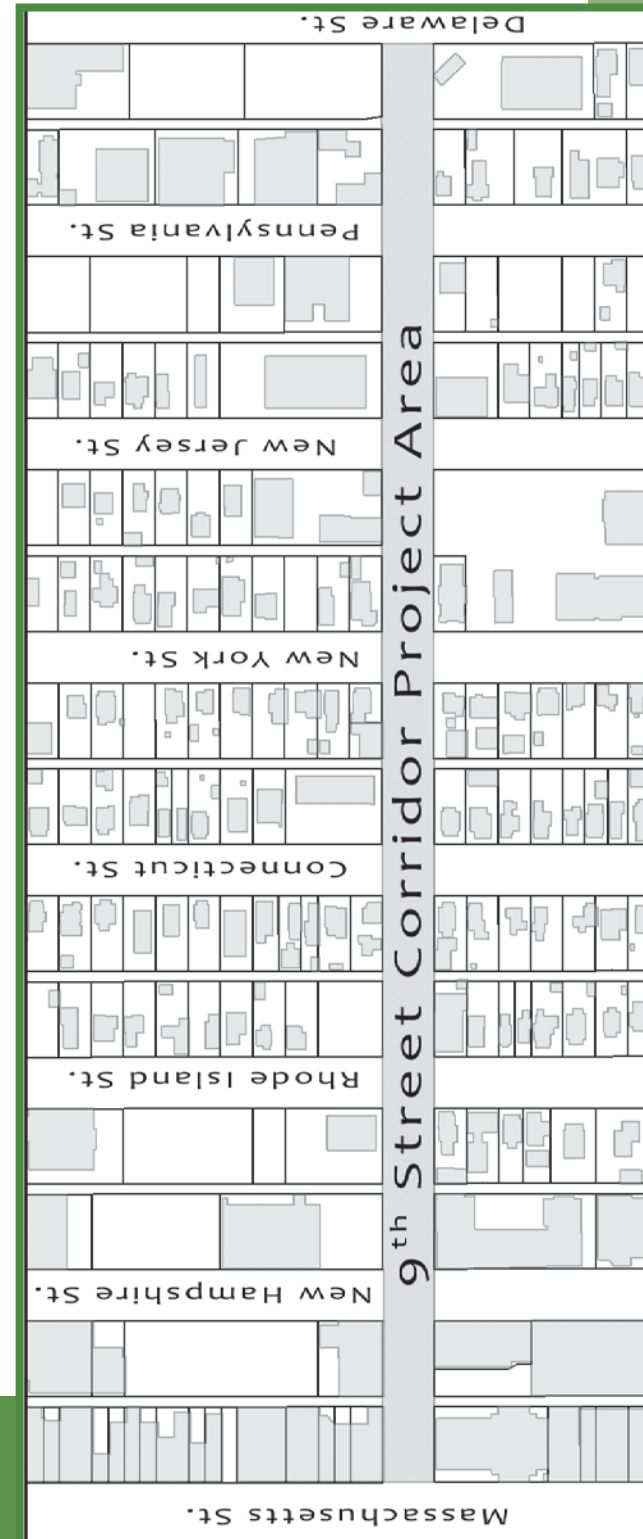 Delaware St.
Pennsylvania St.
New Jersey St.
New York St.
Connecticut St.
Rhode Island St.
New Hampshire St.
Massachusetts St.
9th Street Corridor Project Area